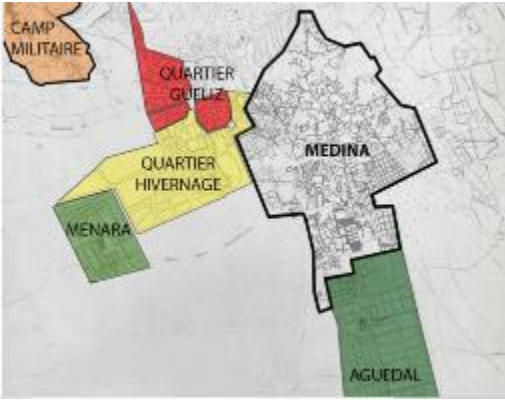 CAMP
MILITAIRE
QUARTIER
GUELIZ
MEDINA
QUARTIER
HIVERNAGE
MENARA
AGUEDAL